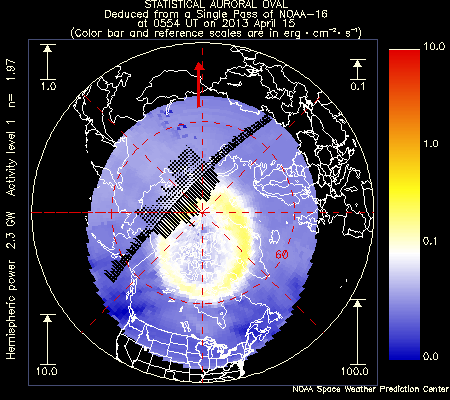 STATISTICAL AURORAL OVAL
Deduced from a Single Pass of NOAA-16
at 0554 UT on 2013 April 15
(Color bar and reference scales are in erg · cm⁻² · s⁻¹)
Hemispheric power 2.3 GW Activity level 1 n= 1.97
1.0
0.1
10.0
1.0
0.1
0.0
60
10.0
100.0
NOAA Space Weather Prediction Center